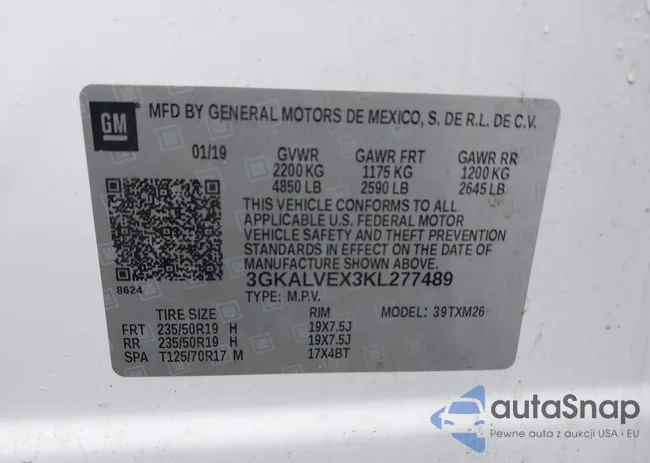 GM
MFD BY GENERAL MOTORS DE MEXICO, S. DE R.L. DE C.V.
01/19 GVWR GAWR FRT GAWR RR
2200 KG 1175 KG 1200 KG
4850 LB 2590 LB 2645 LB
THIS VEHICLE CONFORMS TO ALL
APPLICABLE U.S. FEDERAL MOTOR
VEHICLE SAFETY AND THEFT PREVENTION
STANDARDS IN EFFECT ON THE DATE OF
MANUFACTURE SHOWN ABOVE.
8624 3GKALVEX3KL277489
TYPE: M.P.V.
TIRE SIZE RIM MODEL: 39TXM26
FRT 235/50R19 H 19X7.5J
RR 235/50R19 H 19X7.5J
SPA T125/70R17 M 17X4BT
autaSnap
Pewne auta z aukcji USA i EU